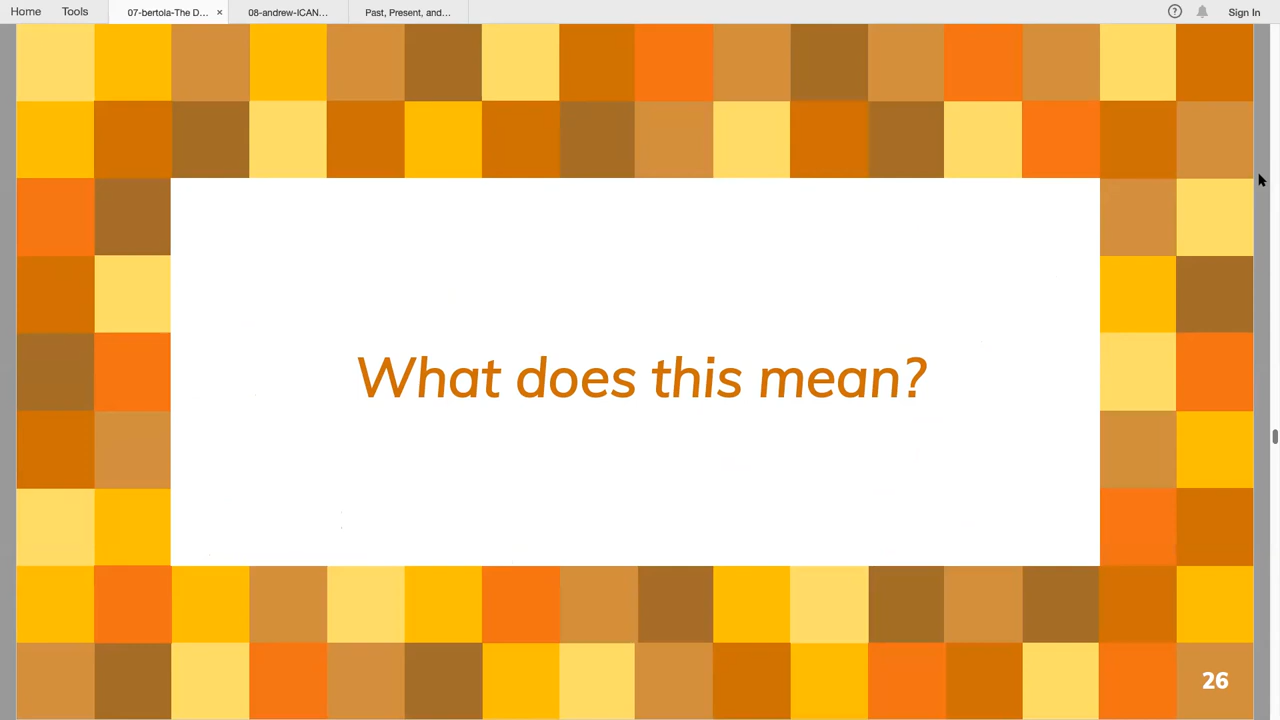 Home Tools 07-bertola-The D... × 08-andrew-ICAN... Past, Present, and... ? Sign In
What does this mean?
26